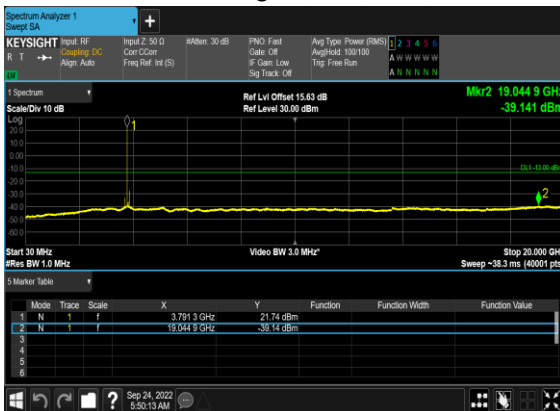 Spectrum Analyzer 1
Swept SA
+
KEYSIGHT Input: RF Input Z: 50 Ω #Atten: 30 dB PNO: Fast Avg Type: Power (RMS) 1 2 3 4 5 6
R T Coupling: DC Corr CCorr Gate: Off Avg|Hold: 100/100 A W W W W W
Align: Auto Freq Ref: Int (S) IF Gain: Low Trig: Free Run
LV Sig Track: Off A N N N N N
1 Spectrum Ref Lvl Offset 15.63 dB Mkr2 19.044 9 GHz
Scale/Div 10 dB Ref Level 30.00 dBm -39.141 dBm
Log 1
20.0
10.0
0.00
-10.0 DL1 -13.00 dBm
-20.0
-30.0 2
-40.0
-50.0
-60.0
Start 30 MHz Video BW 3.0 MHz* Stop 20.000 GHz
#Res BW 1.0 MHz Sweep ~38.3 ms (40001 pts)
5 Marker Table
Mode Trace Scale X Y Function Function Width Function Value
1 N 1 f 3.791 3 GHz 21.74 dBm
2 N 1 f 19.044 9 GHz -39.14 dBm
3
4
5
6
? Sep 24, 2022
5:50:13 AM